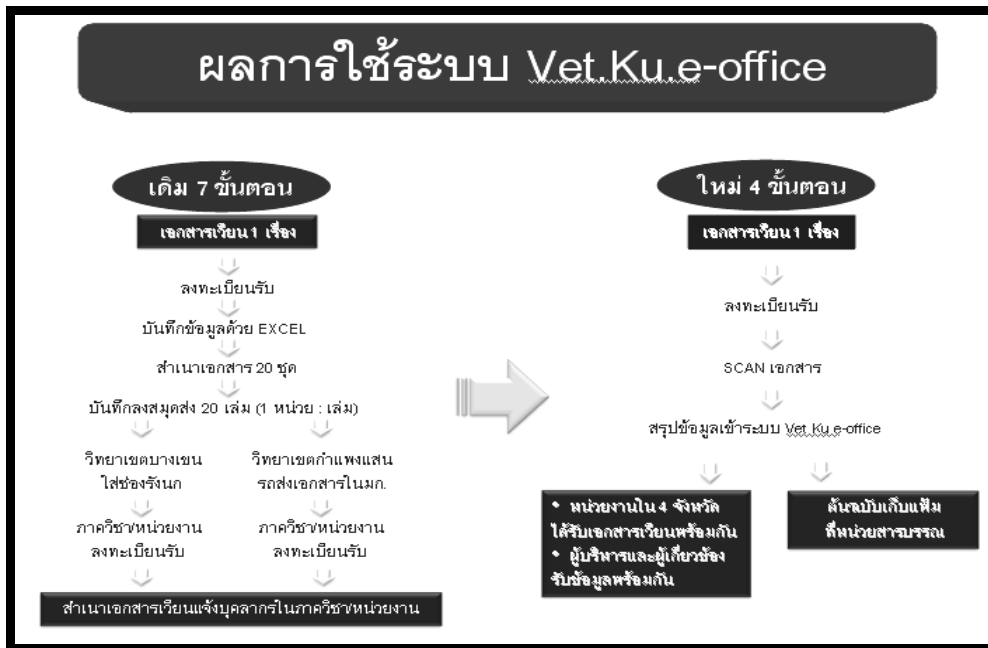 ผลการใช้ระบบ Vet.Ku.e-office
เดิม 7 ขั้นตอน
เอกสารเวียน 1 เรื่อง
ลงทะเบียนรับ
บันทึกข้อมูลด้วย EXCEL
สำเนาเอกสาร 20 ชุด
บันทึกลงสมุดส่ง 20 เล่ม (1 หน่วย : เล่ม)
วิทยาเขตบางเขน
ใส่ช่องรังนก
ภาควิชา/หน่วยงาน
ลงทะเบียนรับ
วิทยาเขตกำแพงแสน
รถส่งเอกสารในมก.
ภาควิชา/หน่วยงาน
ลงทะเบียนรับ
สำเนาเอกสารเวียนแจ้งบุคลากรในภาควิชา/หน่วยงาน
ใหม่ 4 ขั้นตอน
เอกสารเวียน 1 เรื่อง
ลงทะเบียนรับ
SCAN เอกสาร
สรุปข้อมูลเข้าระบบ Vet.Ku.e-office
• หน่วยงานใน 4 จังหวัด
ได้รับเอกสารเวียนพร้อมกัน
• ผู้บริหารและผู้เกี่ยวข้อง
รับข้อมูลพร้อมกัน
ต้นฉบับเก็บแฟ้ม
ที่หน่วยสารบรรณ